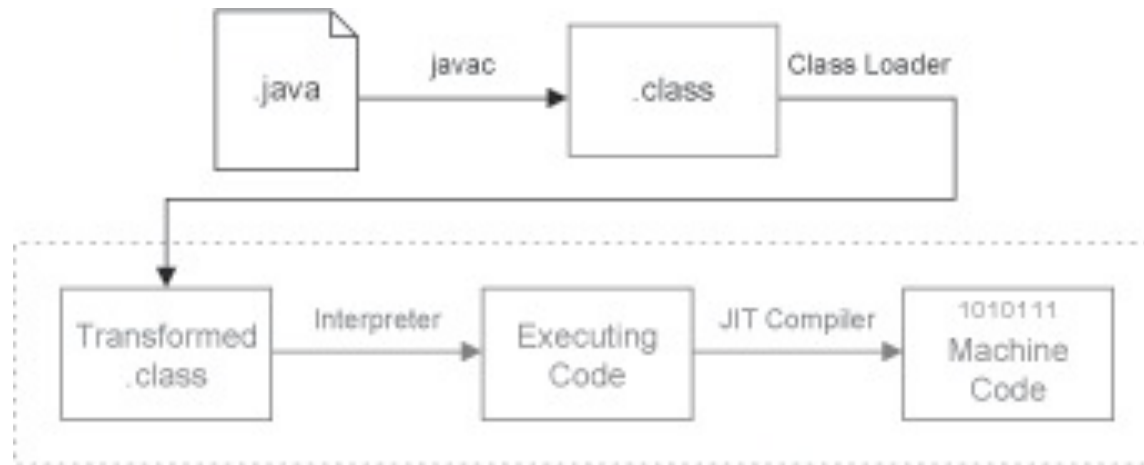 .java
javac
.class
Class Loader
Transformed
.class
Interpreter
Executing
Code
JIT Compiler
1010111
Machine
Code